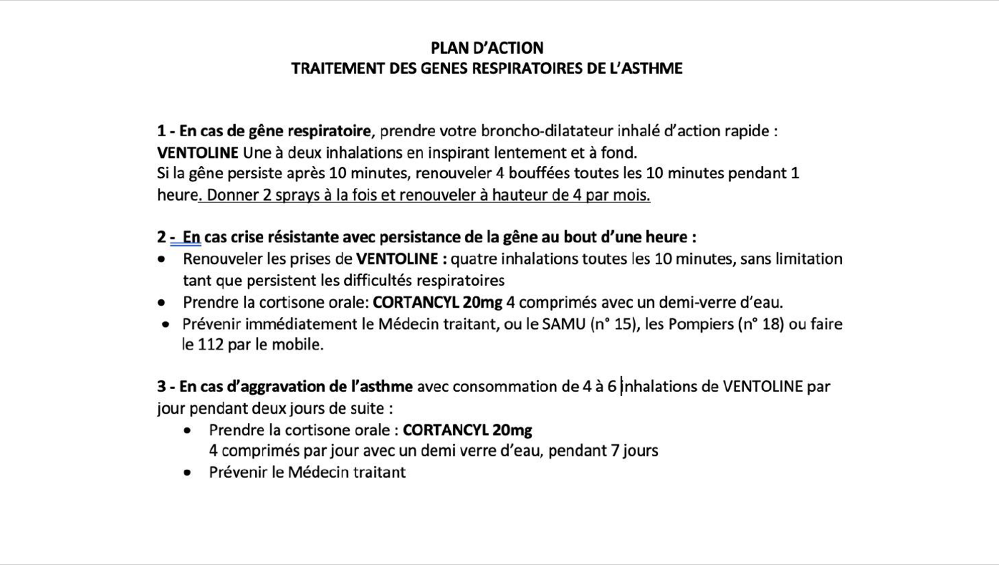 PLAN D’ACTION
TRAITEMENT DES GENES RESPIRATOIRES DE L’ASTHME
1 - En cas de gêne respiratoire, prendre votre broncho-dilatateur inhalé d’action rapide :
VENTOLINE Une à deux inhalations en inspirant lentement et à fond.
Si la gêne persiste après 10 minutes, renouveler 4 bouffées toutes les 10 minutes pendant 1
heure. Donner 2 sprays à la fois et renouveler à hauteur de 4 par mois.
2 - En cas crise résistante avec persistance de la gêne au bout d’une heure :
• Renouveler les prises de VENTOLINE : quatre inhalations toutes les 10 minutes, sans limitation
tant que persistent les difficultés respiratoires
• Prendre la cortisone orale: CORTANCYL 20mg 4 comprimés avec un demi-verre d’eau.
• Prévenir immédiatement le Médecin traitant, ou le SAMU (n° 15), les Pompiers (n° 18) ou faire
le 112 par le mobile.
3 - En cas d’aggravation de l’asthme avec consommation de 4 à 6 inhalations de VENTOLINE par
jour pendant deux jours de suite :
• Prendre la cortisone orale : CORTANCYL 20mg
4 comprimés par jour avec un demi verre d’eau, pendant 7 jours
• Prévenir le Médecin traitant